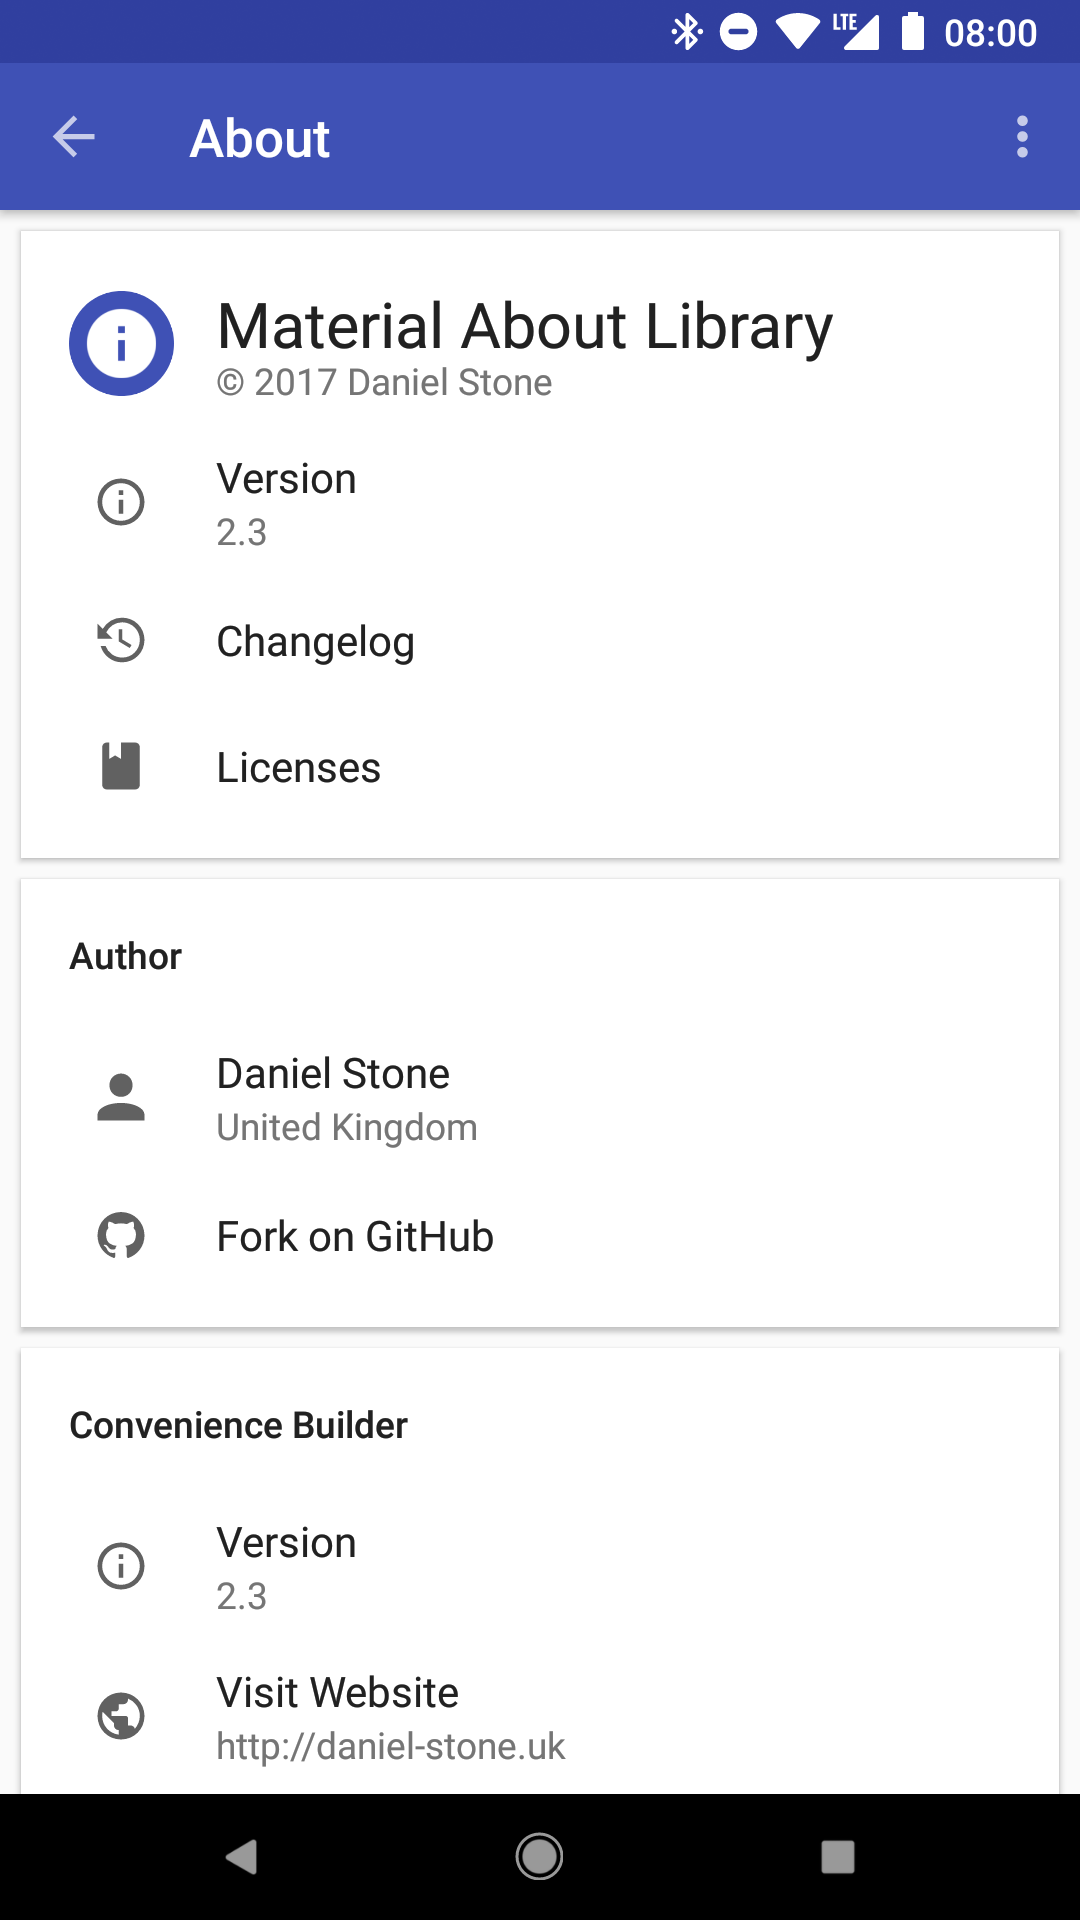 LTE 08:00
About
Material About Library
© 2017 Daniel Stone
Version
2.3
Changelog
Licenses
Author
Daniel Stone
United Kingdom
Fork on GitHub
Convenience Builder
Version
2.3
Visit Website
http://daniel-stone.uk